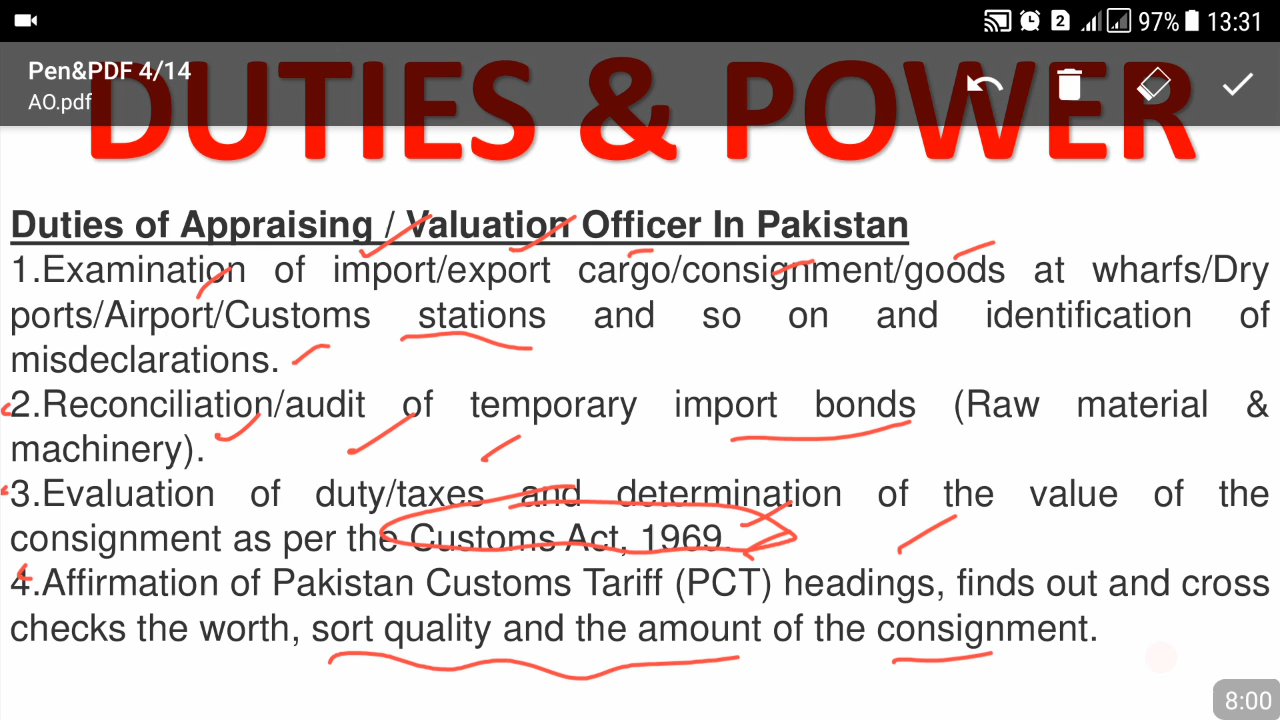 97% 13:31
Pen&PDF 4/14
AO.pdf
DUTIES & POWER
Duties of Appraising / Valuation Officer In Pakistan
1.Examination of import/export cargo/consignment/goods at wharfs/Dry
ports/Airport/Customs stations and so on and identification of
misdeclarations.
2.Reconciliation/audit of temporary import bonds (Raw material &
machinery).
3.Evaluation of duty/taxes and determination of the value of the
consignment as per the Customs Act, 1969.
4.Affirmation of Pakistan Customs Tariff (PCT) headings, finds out and cross
checks the worth, sort quality and the amount of the consignment.
8:00